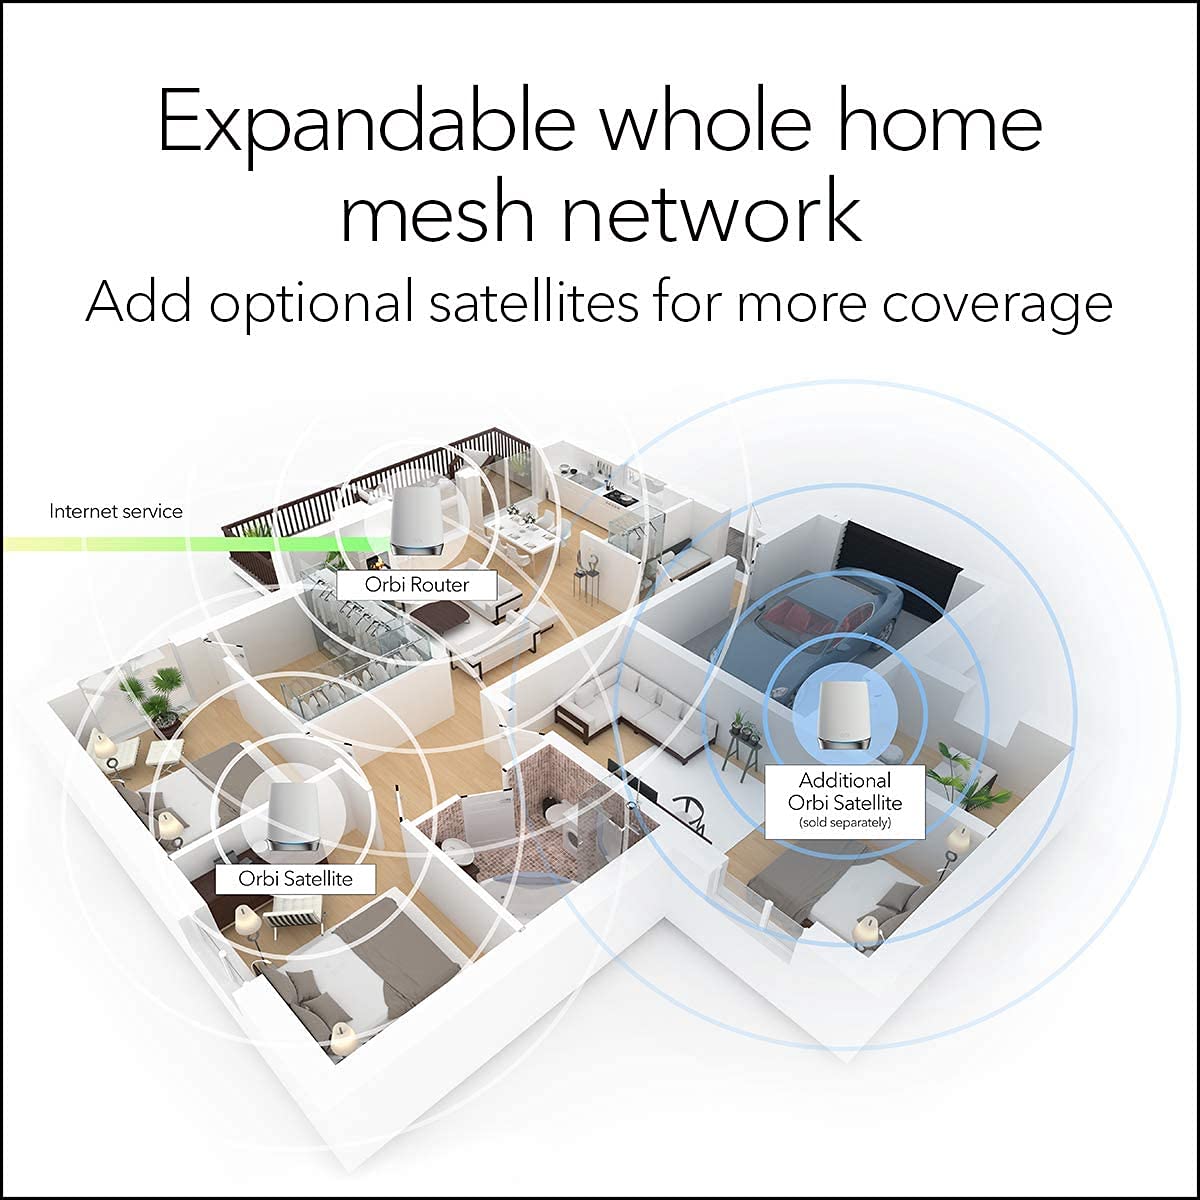 Expandable whole home
mesh network
Add optional satellites for more coverage
Internet service
Orbi Router
Additional
Orbi Satellite
(sold separately)
Orbi Satellite